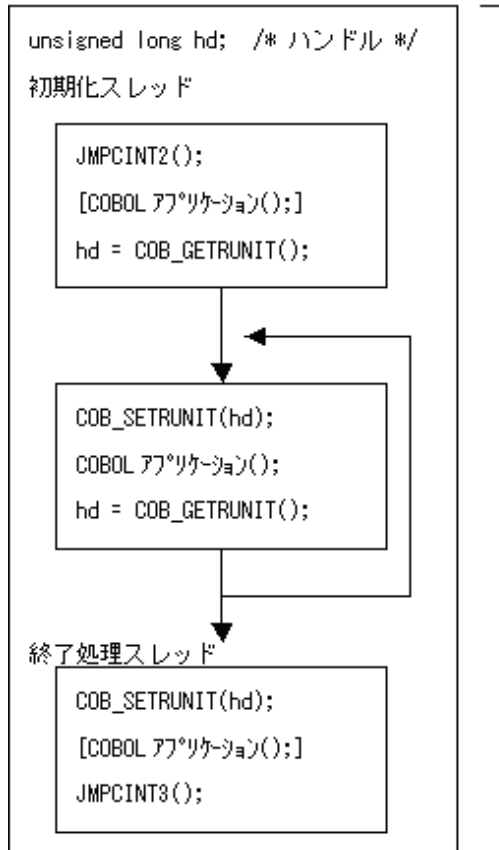 unsigned long hd;  /* ハンドル */
初期化スレッド
JMPCINT2();
[COBOL ｱﾌﾟﾘｹｰｼｮﾝ();]
hd = COB_GETRUNIT();
COB_SETRUNIT(hd);
COBOL ｱﾌﾟﾘｹｰｼｮﾝ();
hd = COB_GETRUNIT();
終了処理スレッド
COB_SETRUNIT(hd);
[COBOL ｱﾌﾟﾘｹｰｼｮﾝ();]
JMPCINT3();